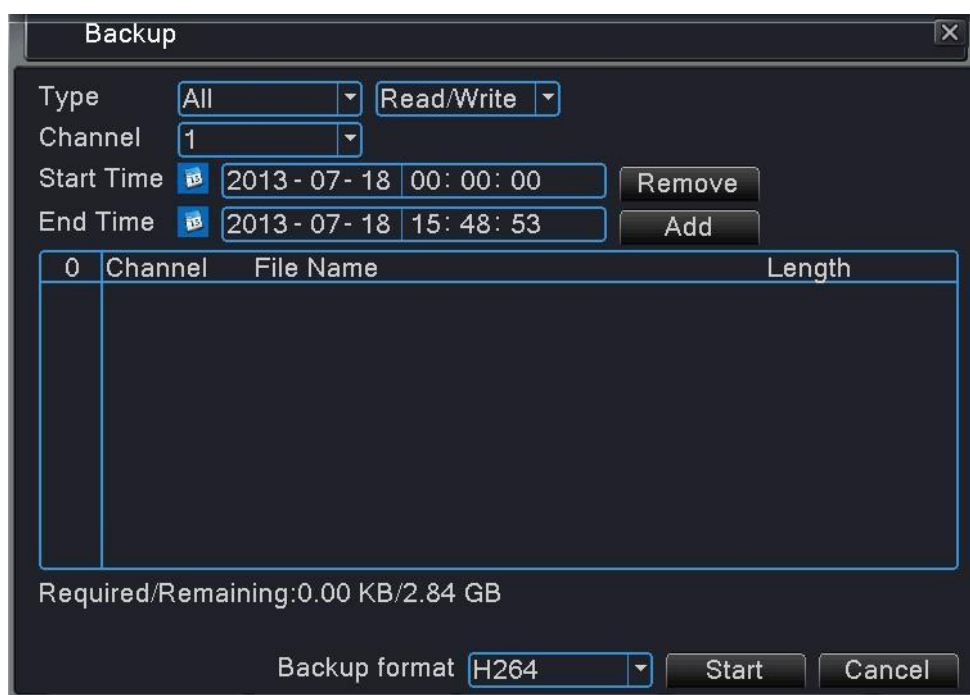 Backup
Type All Read/Write
Channel 1
Start Time 15 2013-07-18 00:00:00 Remove
End Time 15 2013-07-18 15:48:53 Add
0 Channel File Name Length
Required/Remaining:0.00 KB/2.84 GB
Backup format H264 Start Cancel